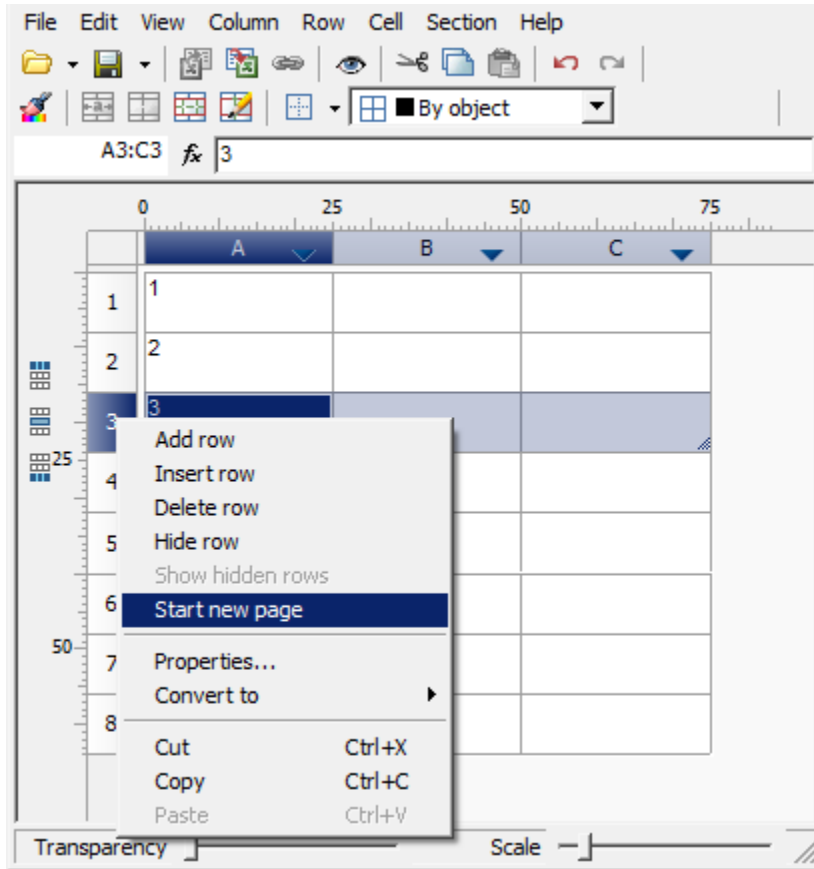 File Edit View Column Row Cell Section Help
By object
A3:C3 fx 3
0 25 50 75
A B C
1 1
2 2
3 3
Add row
25
Insert row
4
Delete row
Hide row
5
Show hidden rows
6 Start new page
50
7 Properties...
Convert to
8
Cut Ctrl+X
Copy Ctrl+C
Paste Ctrl+V
Transparency Scale